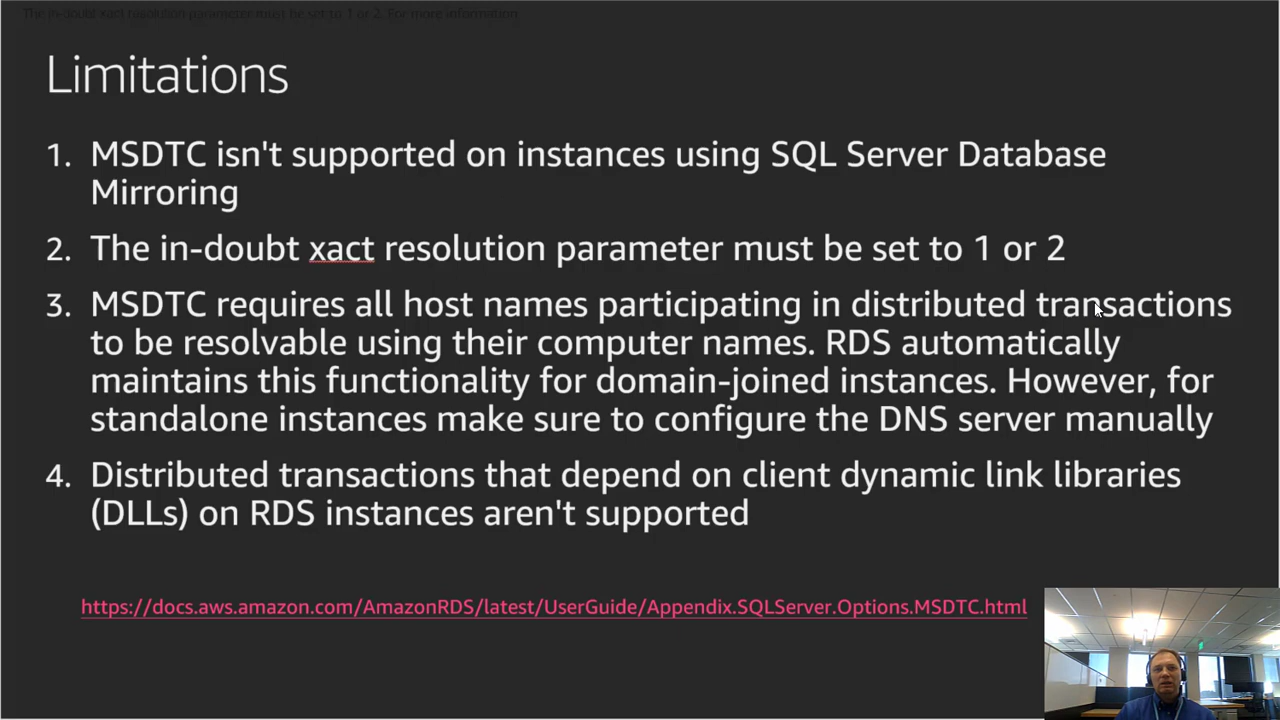 The in-doubt xact resolution parameter must be set to 1 or 2. For more information
Limitations
1. MSDTC isn't supported on instances using SQL Server Database
Mirroring
2. The in-doubt xact resolution parameter must be set to 1 or 2
3. MSDTC requires all host names participating in distributed transactions
to be resolvable using their computer names. RDS automatically
maintains this functionality for domain-joined instances. However, for
standalone instances make sure to configure the DNS server manually
4. Distributed transactions that depend on client dynamic link libraries
(DLLs) on RDS instances aren't supported
https://docs.aws.amazon.com/AmazonRDS/latest/UserGuide/Appendix.SQLServer.Options.MSDTC.html